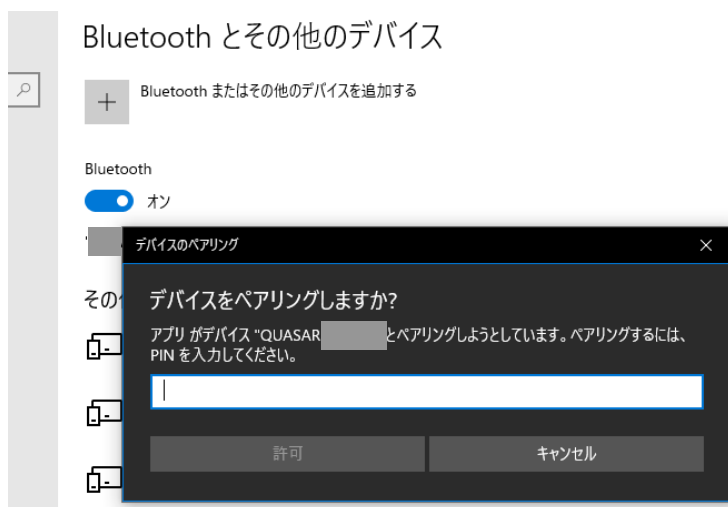 Bluetooth とその他のデバイス
Bluetooth またはその他のデバイスを追加する
Bluetooth
オン
デバイスのペアリング
その
デバイスをペアリングしますか?
アプリ がデバイス "QUASAR とペアリングしようとしています。ペアリングするには、
PIN を入力してください。
許可
キャンセル